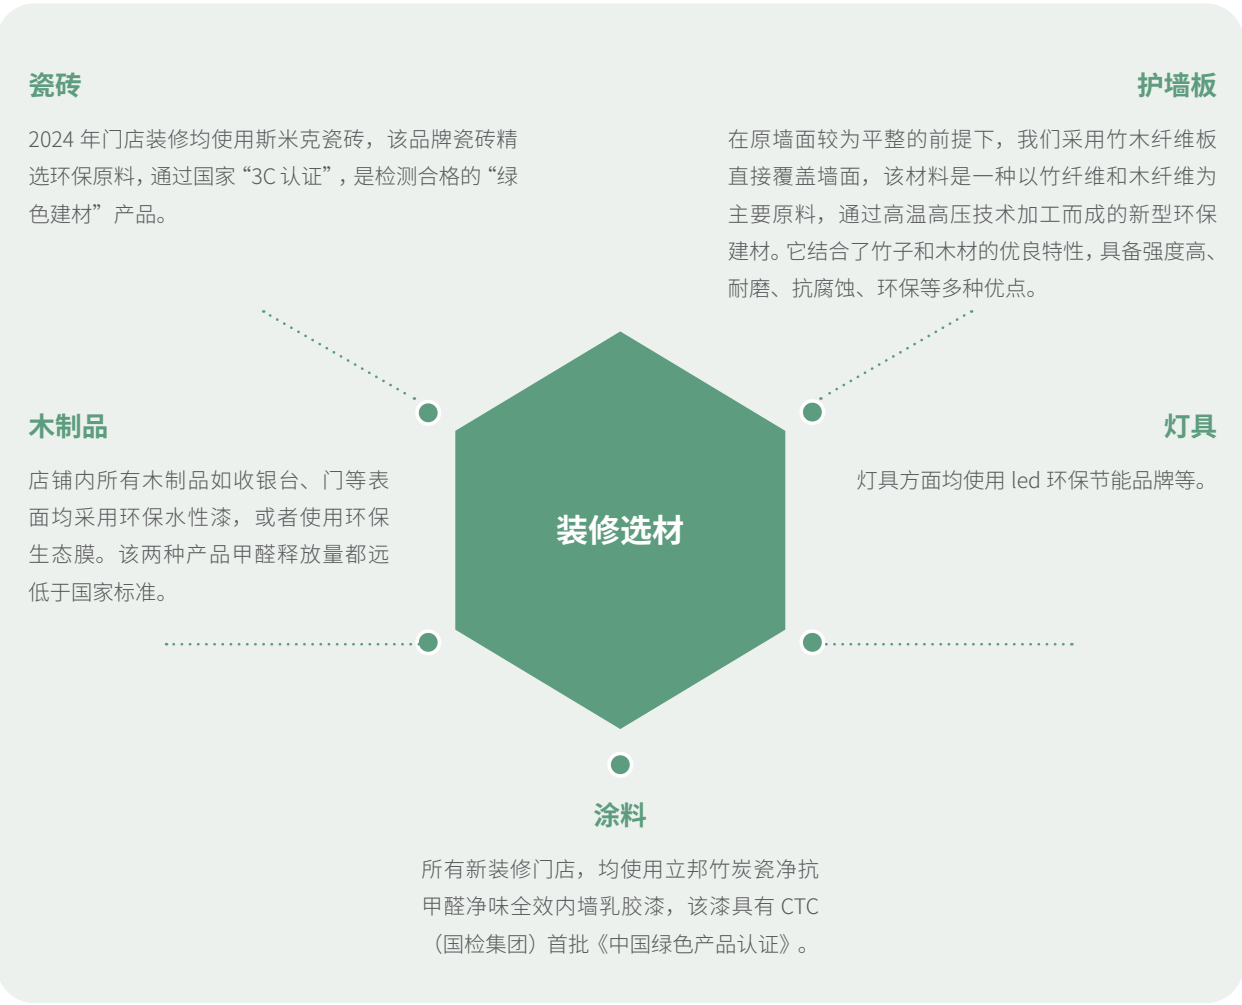 瓷砖
2024 年门店装修均使用斯米克瓷砖，该品牌瓷砖精
选环保原料，通过国家“3C 认证”，是检测合格的“绿
色建材”产品。
护墙板
在原墙面较为平整的前提下，我们采用竹木纤维板
直接覆盖墙面，该材料是一种以竹纤维和木纤维为
主要原料，通过高温高压技术加工而成的新型环保
建材。它结合了竹子和木材的优良特性，具备强度高、
耐磨、抗腐蚀、环保等多种优点。
木制品
店铺内所有木制品如收银台、门等表
面均采用环保水性漆，或者使用环保
生态膜。该两种产品甲醛释放量都远
低于国家标准。
灯具
灯具方面均使用 led 环保节能品牌等。
装修选材
涂料
所有新装修门店，均使用立邦竹炭瓷净抗
甲醛净味全效内墙乳胶漆，该漆具有 CTC
（国检集团）首批《中国绿色产品认证》。